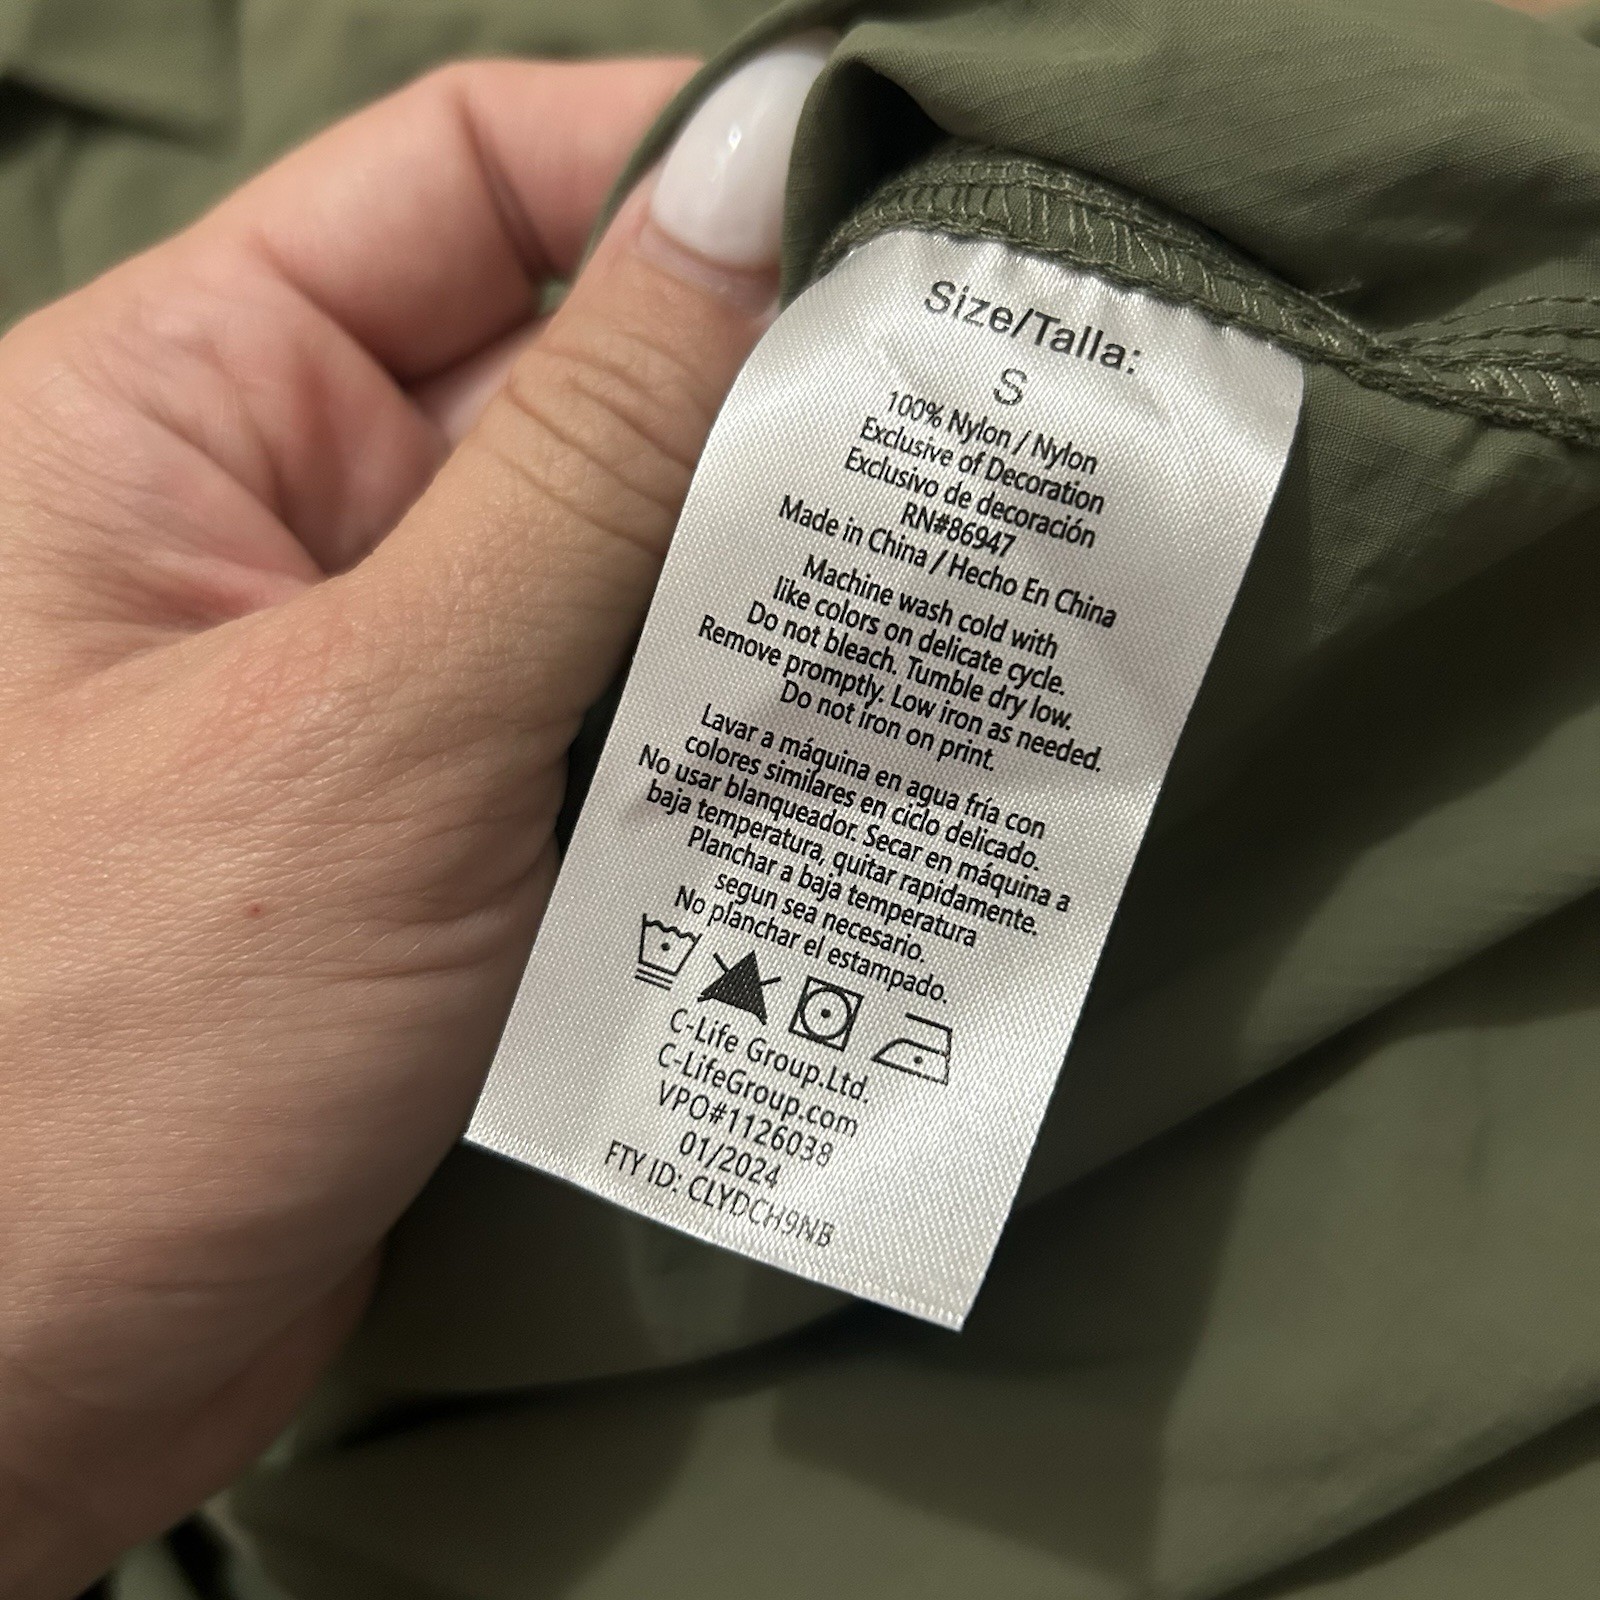 Size/Talla:
S
100% Nylon / Nylon
Exclusive of Decoration
Exclusivo de decoración
RN#86947
Made in China / Hecho En China
Machine wash cold with
like colors on delicate cycle.
Do not bleach. Tumble dry low.
Remove promptly. Low iron as needed.
Do not iron on print.
Lavar a máquina en agua fría con
colores similares en ciclo delicado.
No usar blanqueador. Secar en máquina a
baja temperatura, quitar rapidamente.
Planchar a baja temperatura
segun sea necesario.
No planchar el estampado.
C-Life Group.Ltd.
C-LifeGroup.com
VPO#1126038
01/2024
FTY ID: CLYDCH9NB